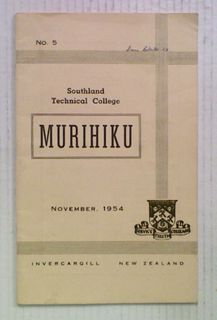 No. 5
Southland
Technical College
MURIHIKU
NOVEMBER, 1954
INVERCARGILL NEW ZEALAND